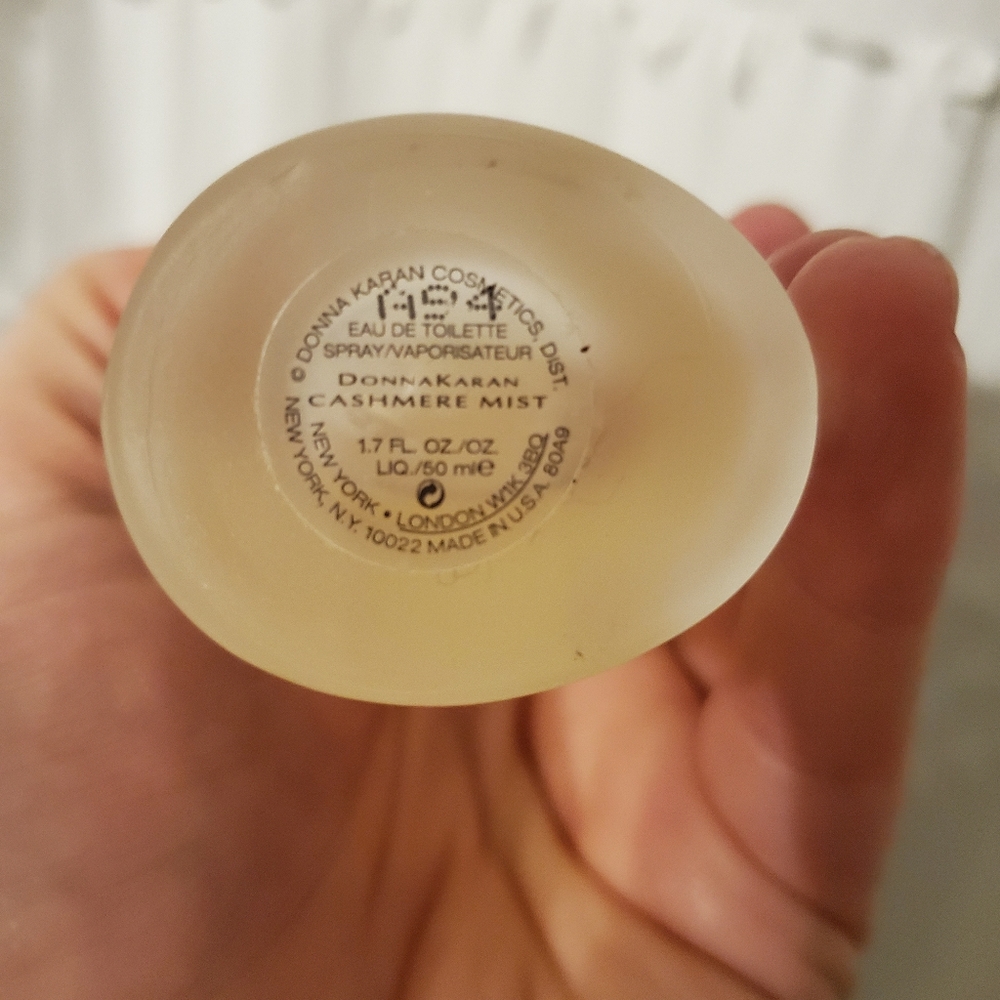 © DONNA KARAN COSMETICS, DIST.
A94
EAU DE TOILETTE
SPRAY/VAPORISATEUR
DONNAKARAN
CASHMERE MIST
1.7 FL. OZ./OZ.
LIQ./50 ml℮
NEW YORK • LONDON W1K 3BQ
NEW YORK, N.Y. 10022 MADE IN U.S.A. 80A9